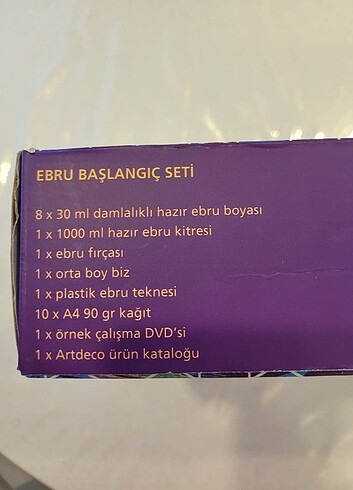 EBRU BAŞLANGIÇ SETİ
8 x 30 ml damlalıklı hazır ebru boyası
1 x 1000 ml hazır ebru kitresi
1 x ebru fırçası
1 x orta boy biz
1 x plastik ebru teknesi
10 x A4 90 gr kağıt
1 x örnek çalışma DVD'si
1 x Artdeco ürün kataloğu